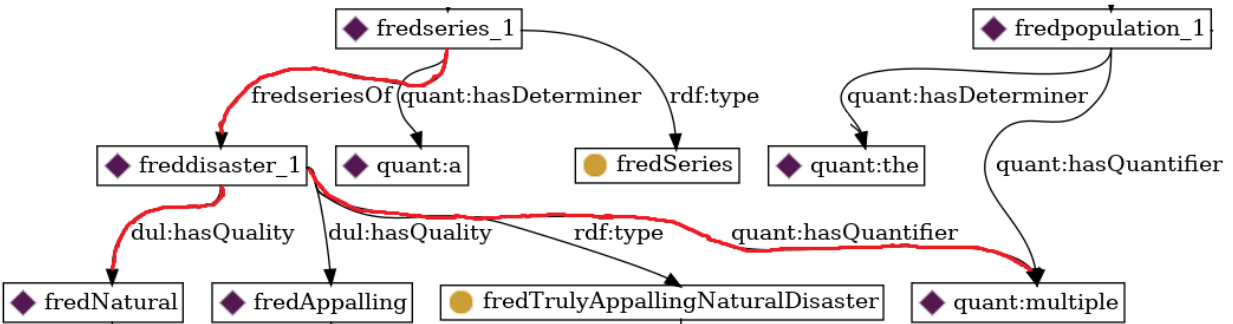 fredseries_1 fredpopulation_1
fredseriesOf quant:hasDeterminer rdf:type quant:hasDeterminer
freddisaster_1 quant:a fredSeries quant:the quant:hasQuantifier
dul:hasQuality dul:hasQuality rdf:type quant:hasQuantifier
fredNatural fredAppalling fredTrulyAppallingNaturalDisaster quant:multiple